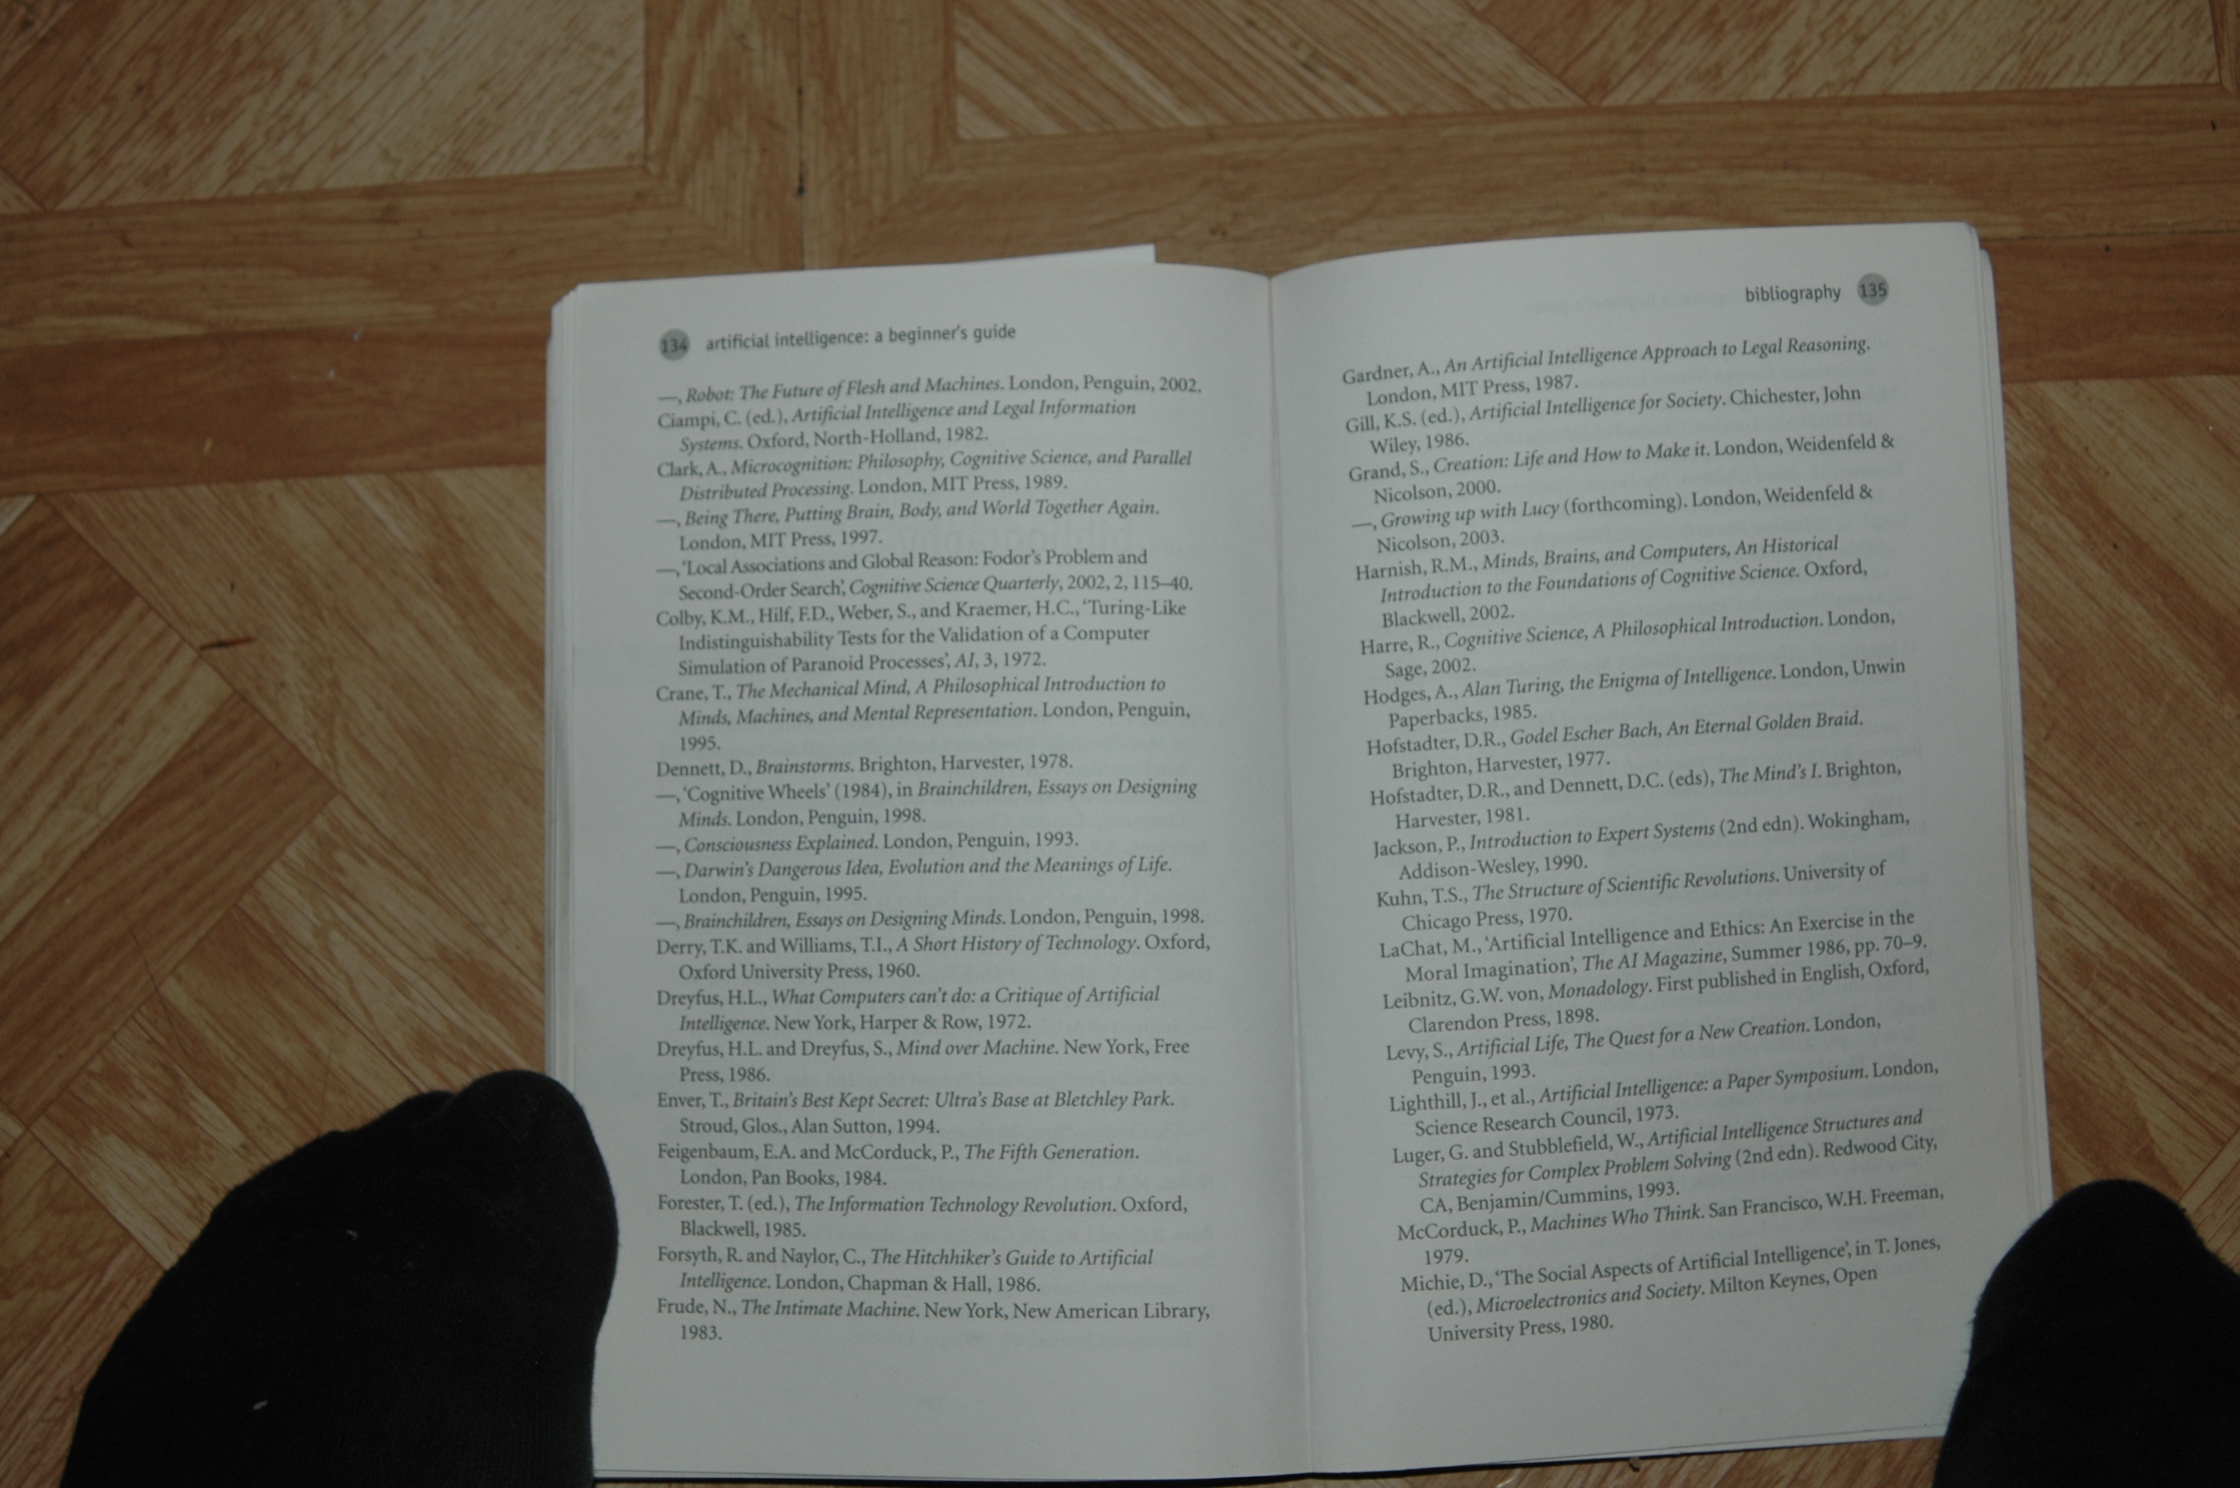 134 artificial intelligence: a beginner's guide
—, Robot: The Future of Flesh and Machines. London, Penguin, 2002.
Ciampi, C. (ed.), Artificial Intelligence and Legal Information
Systems. Oxford, North-Holland, 1982.
Clark, A., Microcognition: Philosophy, Cognitive Science, and Parallel
Distributed Processing. London, MIT Press, 1989.
—, Being There, Putting Brain, Body, and World Together Again.
London, MIT Press, 1997.
—, 'Local Associations and Global Reason: Fodor's Problem and
Second-Order Search', Cognitive Science Quarterly, 2002, 2, 115–40.
Colby, K.M., Hilf, F.D., Weber, S., and Kraemer, H.C., 'Turing-Like
Indistinguishability Tests for the Validation of a Computer
Simulation of Paranoid Processes', AI, 3, 1972.
Crane, T., The Mechanical Mind, A Philosophical Introduction to
Minds, Machines, and Mental Representation. London, Penguin,
1995.
Dennett, D., Brainstorms. Brighton, Harvester, 1978.
—, 'Cognitive Wheels' (1984), in Brainchildren, Essays on Designing
Minds. London, Penguin, 1998.
—, Consciousness Explained. London, Penguin, 1993.
—, Darwin's Dangerous Idea, Evolution and the Meanings of Life.
London, Penguin, 1995.
—, Brainchildren, Essays on Designing Minds. London, Penguin, 1998.
Derry, T.K. and Williams, T.I., A Short History of Technology. Oxford,
Oxford University Press, 1960.
Dreyfus, H.L., What Computers can't do: a Critique of Artificial
Intelligence. New York, Harper & Row, 1972.
Dreyfus, H.L. and Dreyfus, S., Mind over Machine. New York, Free
Press, 1986.
Enver, T., Britain's Best Kept Secret: Ultra's Base at Bletchley Park.
Stroud, Glos., Alan Sutton, 1994.
Feigenbaum, E.A. and McCorduck, P., The Fifth Generation.
London, Pan Books, 1984.
Forester, T. (ed.), The Information Technology Revolution. Oxford,
Blackwell, 1985.
Forsyth, R. and Naylor, C., The Hitchhiker's Guide to Artificial
Intelligence. London, Chapman & Hall, 1986.
Frude, N., The Intimate Machine. New York, New American Library,
1983.
bibliography 135
Gardner, A., An Artificial Intelligence Approach to Legal Reasoning.
London, MIT Press, 1987.
Gill, K.S. (ed.), Artificial Intelligence for Society. Chichester, John
Wiley, 1986.
Grand, S., Creation: Life and How to Make it. London, Weidenfeld &
Nicolson, 2000.
—, Growing up with Lucy (forthcoming). London, Weidenfeld &
Nicolson, 2003.
Harnish, R.M., Minds, Brains, and Computers, An Historical
Introduction to the Foundations of Cognitive Science. Oxford,
Blackwell, 2002.
Harre, R., Cognitive Science, A Philosophical Introduction. London,
Sage, 2002.
Hodges, A., Alan Turing, the Enigma of Intelligence. London, Unwin
Paperbacks, 1985.
Hofstadter, D.R., Godel Escher Bach, An Eternal Golden Braid.
Brighton, Harvester, 1977.
Hofstadter, D.R., and Dennett, D.C. (eds), The Mind's I. Brighton,
Harvester, 1981.
Jackson, P., Introduction to Expert Systems (2nd edn). Wokingham,
Addison-Wesley, 1990.
Kuhn, T.S., The Structure of Scientific Revolutions. University of
Chicago Press, 1970.
LaChat, M., 'Artificial Intelligence and Ethics: An Exercise in the
Moral Imagination', The AI Magazine, Summer 1986, pp. 70–9.
Leibnitz, G.W. von, Monadology. First published in English, Oxford,
Clarendon Press, 1898.
Levy, S., Artificial Life, The Quest for a New Creation. London,
Penguin, 1993.
Lighthill, J., et al., Artificial Intelligence: a Paper Symposium. London,
Science Research Council, 1973.
Luger, G. and Stubblefield, W., Artificial Intelligence Structures and
Strategies for Complex Problem Solving (2nd edn). Redwood City,
CA, Benjamin/Cummins, 1993.
McCorduck, P., Machines Who Think. San Francisco, W.H. Freeman,
1979.
Michie, D., 'The Social Aspects of Artificial Intelligence', in T. Jones,
(ed.), Microelectronics and Society. Milton Keynes, Open
University Press, 1980.